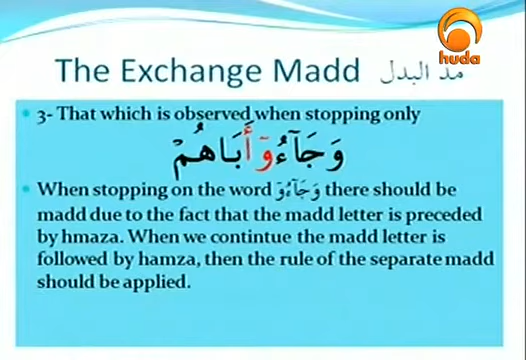 huda
The Exchange Madd مد البدل
3- That which is observed when stopping only
وَجَآءُوٓ أَبَاهُمْ
When stopping on the word وَجَآءُوٓ there should be
madd due to the fact that the madd letter is preceded
by hmaza. When we contintue the madd letter is
followed by hamza, then the rule of the separate madd
should be applied.